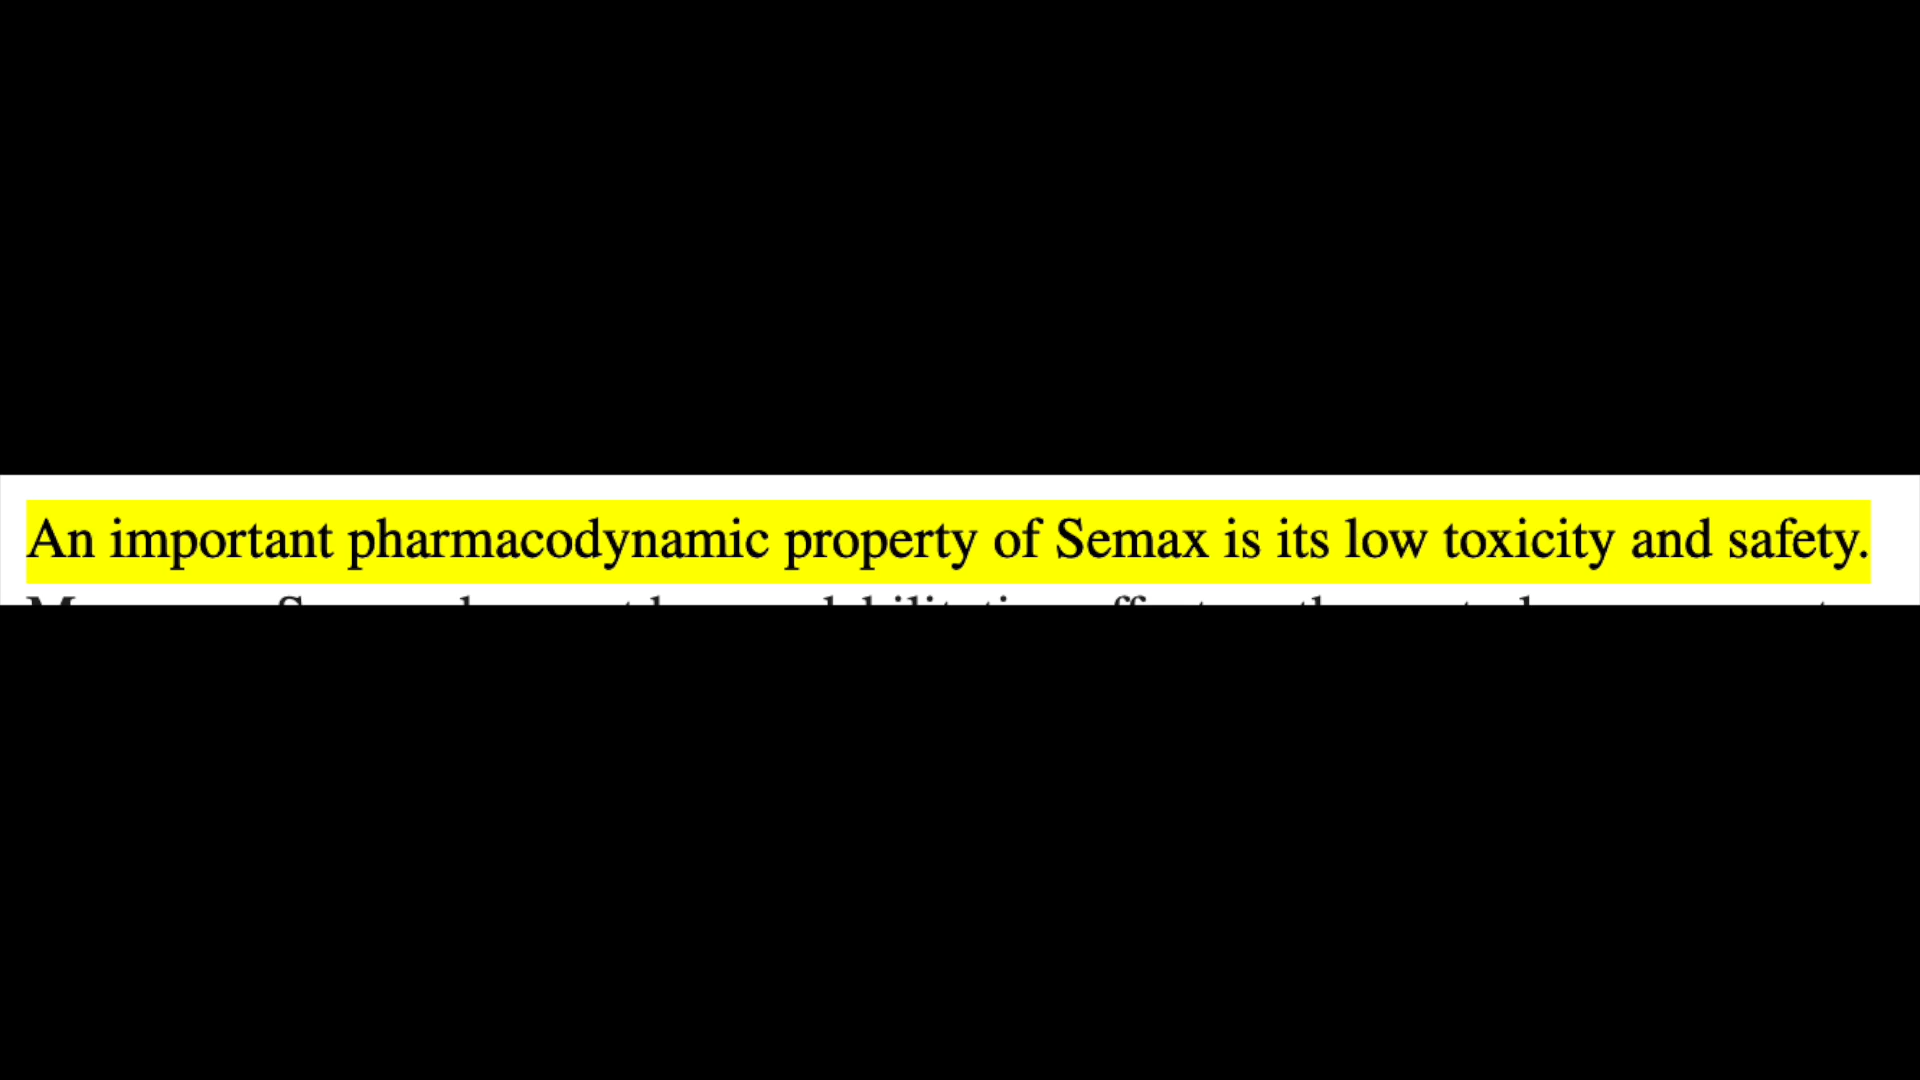 An important pharmacodynamic property of Semax is its low toxicity and safety.